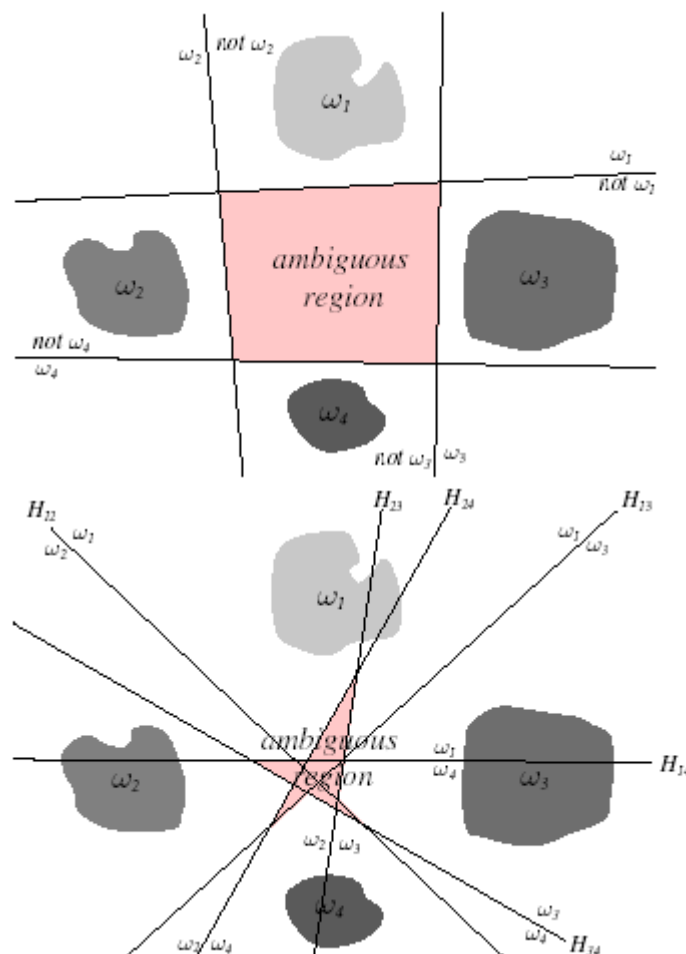 ω₂ not ω₂
ω₁
ω₁
not ω₁
ambiguous
region
ω₂
ω₃
not ω₄
ω₄
ω₄
not ω₃ ω₃
H₁₂
H₂₃
H₂₄
H₁₃
ω₂ ω₁
ω₁ ω₃
ω₁
ambiguous
region
ω₁
ω₄
ω₂
ω₃
H₁₄
ω₂ ω₃
ω₄
ω₂ ω₄
ω₃
ω₄
H₃₄